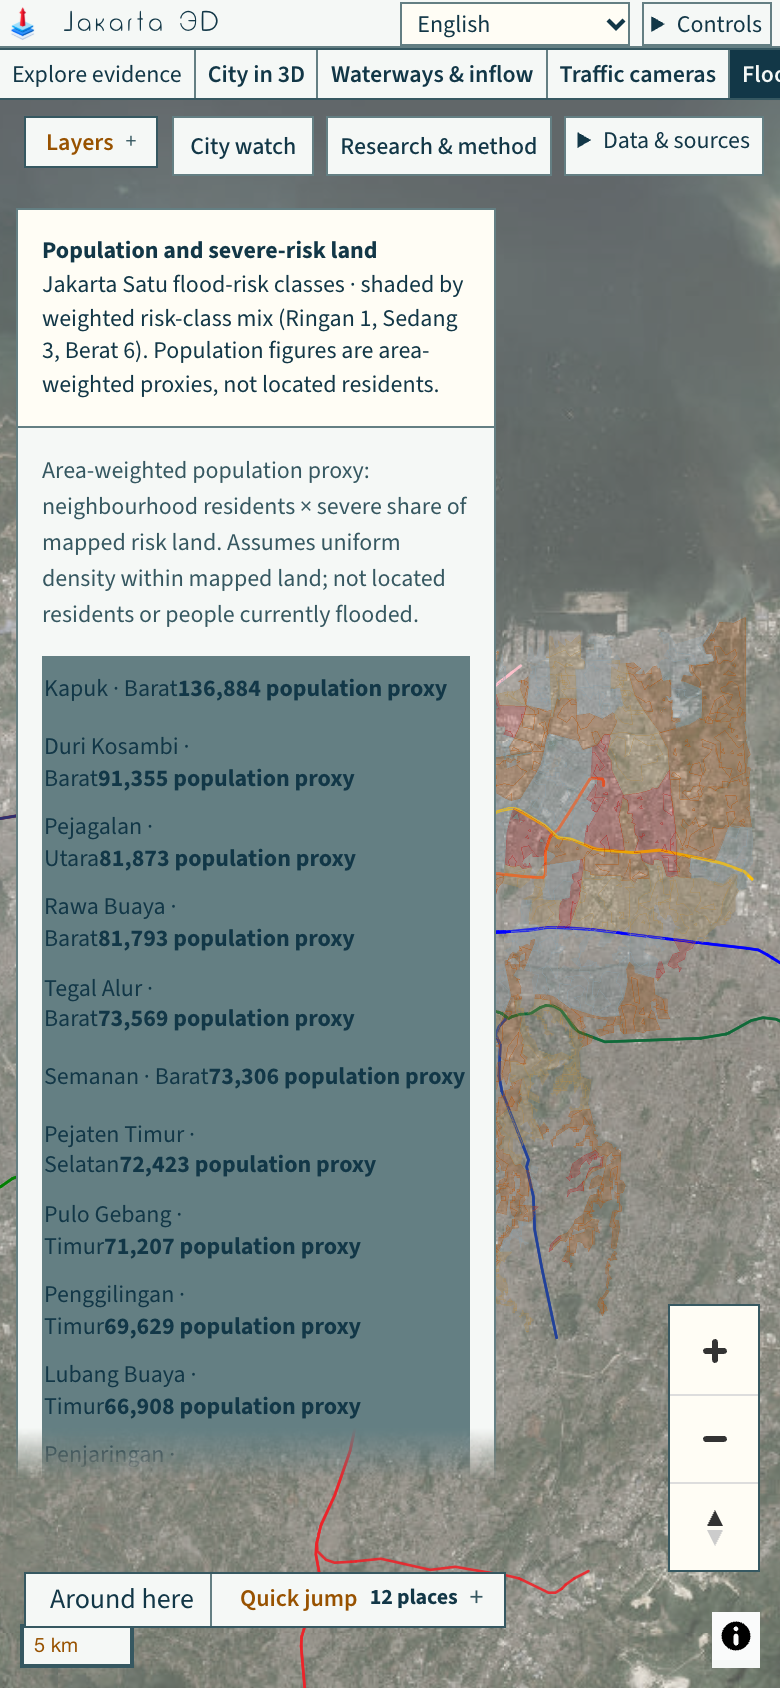 Jakarta 3D
English
▶ Controls
Explore evidence
City in 3D
Waterways & inflow
Traffic cameras
Floo
Layers +
City watch
Research & method
▶ Data & sources
Population and severe-risk land
Jakarta Satu flood-risk classes · shaded by
weighted risk-class mix (Ringan 1, Sedang
3, Berat 6). Population figures are area-
weighted proxies, not located residents.
Area-weighted population proxy:
neighbourhood residents × severe share of
mapped risk land. Assumes uniform
density within mapped land; not located
residents or people currently flooded.
Kapuk · Barat136,884 population proxy
Duri Kosambi ·
Barat91,355 population proxy
Pejagalan ·
Utara81,873 population proxy
Rawa Buaya ·
Barat81,793 population proxy
Tegal Alur ·
Barat73,569 population proxy
Semanan · Barat73,306 population proxy
Pejaten Timur ·
Selatan72,423 population proxy
Pulo Gebang ·
Timur71,207 population proxy
Penggilingan ·
Timur69,629 population proxy
Lubang Buaya ·
Timur66,908 population proxy
Penjaringan ·
Around here
Quick jump 12 places +
5 km